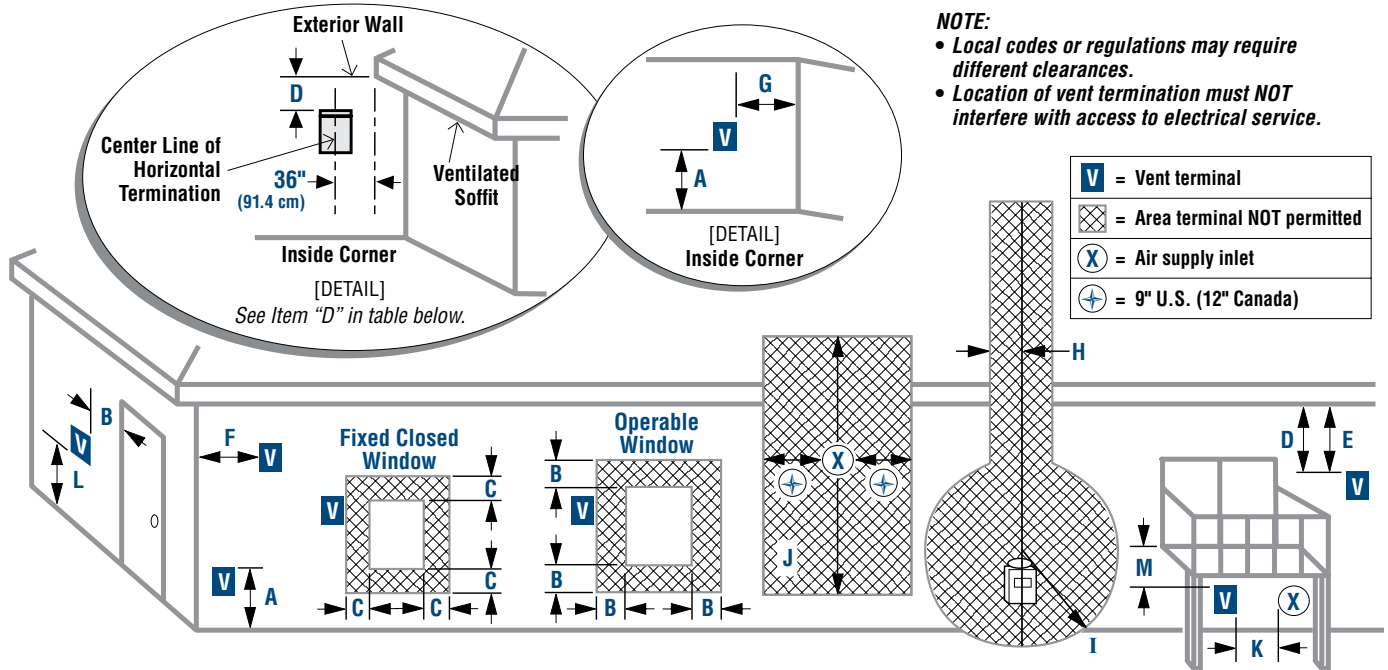 Exterior Wall
D
Center Line of
Horizontal
Termination
36"
(91.4 cm)
Ventilated
Soffit
Inside Corner
[DETAIL]
See Item “D” in table below.
G
V
A
[DETAIL]
Inside Corner
NOTE:
• Local codes or regulations may require
different clearances.
• Location of vent termination must NOT
interfere with access to electrical service.
V = Vent terminal
= Area terminal NOT permitted
X = Air supply inlet
= 9" U.S. (12" Canada)
B
V
L
F
V
V
A
Fixed Closed
Window
V
C
C
C
C
Operable
Window
B
V
B
B
B
X
J
H
I
D
E
V
M
V
X
K